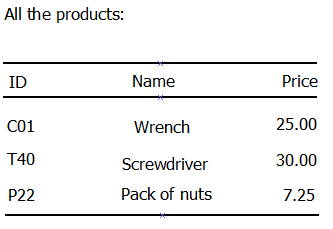 All the products:
ID Name Price
C01 Wrench 25.00
T40 Screwdriver 30.00
P22 Pack of nuts 7.25